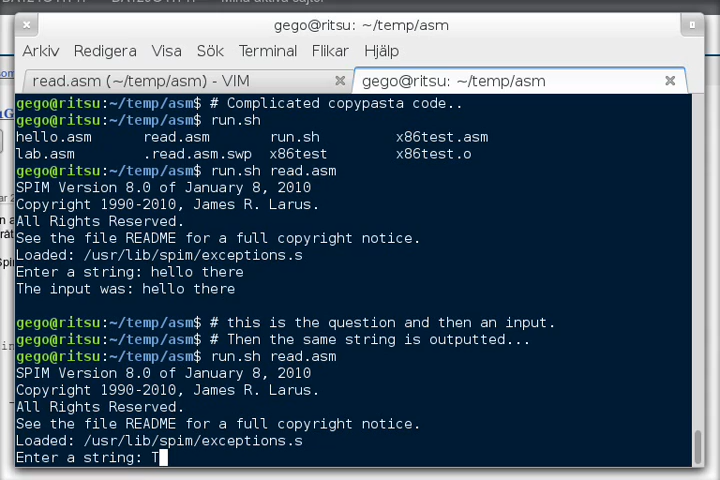 gego@ritsu: ~/temp/asm
Arkiv Redigera Visa Sök Terminal Flikar Hjälp
read.asm (~/temp/asm) - VIM gego@ritsu: ~/temp/asm
gego@ritsu:~/temp/asm$ # Complicated copypasta code..
gego@ritsu:~/temp/asm$ run.sh
hello.asm read.asm run.sh x86test.asm
lab.asm .read.asm.swp x86test x86test.o
gego@ritsu:~/temp/asm$ run.sh read.asm
SPIM Version 8.0 of January 8, 2010
Copyright 1990-2010, James R. Larus.
All Rights Reserved.
See the file README for a full copyright notice.
Loaded: /usr/lib/spim/exceptions.s
Enter a string: hello there
The input was: hello there
gego@ritsu:~/temp/asm$ # this is the question and then an input.
gego@ritsu:~/temp/asm$ # Then the same string is outputted...
gego@ritsu:~/temp/asm$ run.sh read.asm
SPIM Version 8.0 of January 8, 2010
Copyright 1990-2010, James R. Larus.
All Rights Reserved.
See the file README for a full copyright notice.
Loaded: /usr/lib/spim/exceptions.s
Enter a string: T